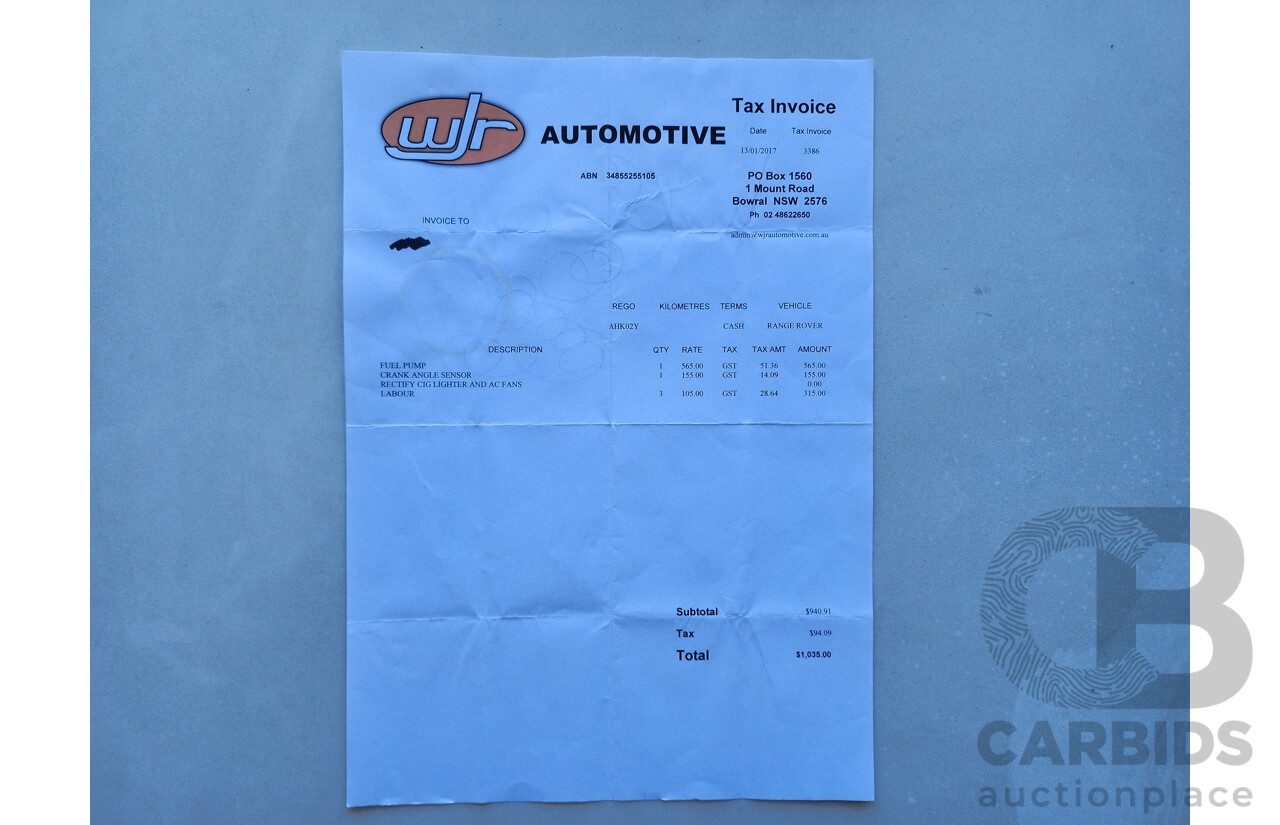 wjr
AUTOMOTIVE
Tax Invoice
Date Tax Invoice
13/01/2017 3386
ABN 34855255105
PO Box 1560
1 Mount Road
Bowral NSW 2576
Ph 02 48622650
admin@wjrautomotive.com.au
INVOICE TO
REGO KILOMETRES TERMS VEHICLE
AHK02Y CASH RANGE ROVER
DESCRIPTION QTY RATE TAX TAX AMT AMOUNT
FUEL PUMP 1 565.00 GST 51.36 565.00
CRANK ANGLE SENSOR 1 155.00 GST 14.09 155.00
RECTIFY CIG LIGHTER AND AC FANS 0.00
LABOUR 3 105.00 GST 28.64 315.00
Subtotal $940.91
Tax $94.09
Total $1,035.00
CB
CARBIDS
auctionplace